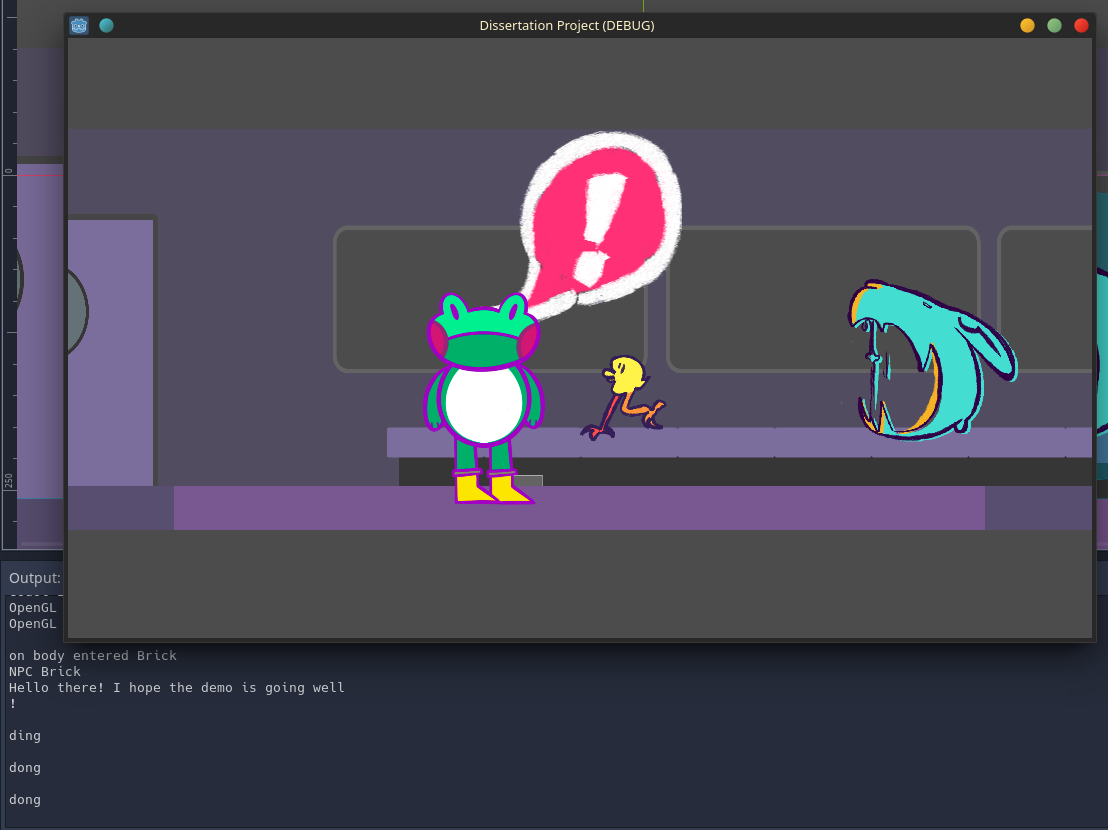 Dissertation Project (DEBUG)
!
0
250
Output:
OpenGL
OpenGL
on body entered Brick
NPC Brick
Hello there! I hope the demo is going well
!
ding
dong
dong